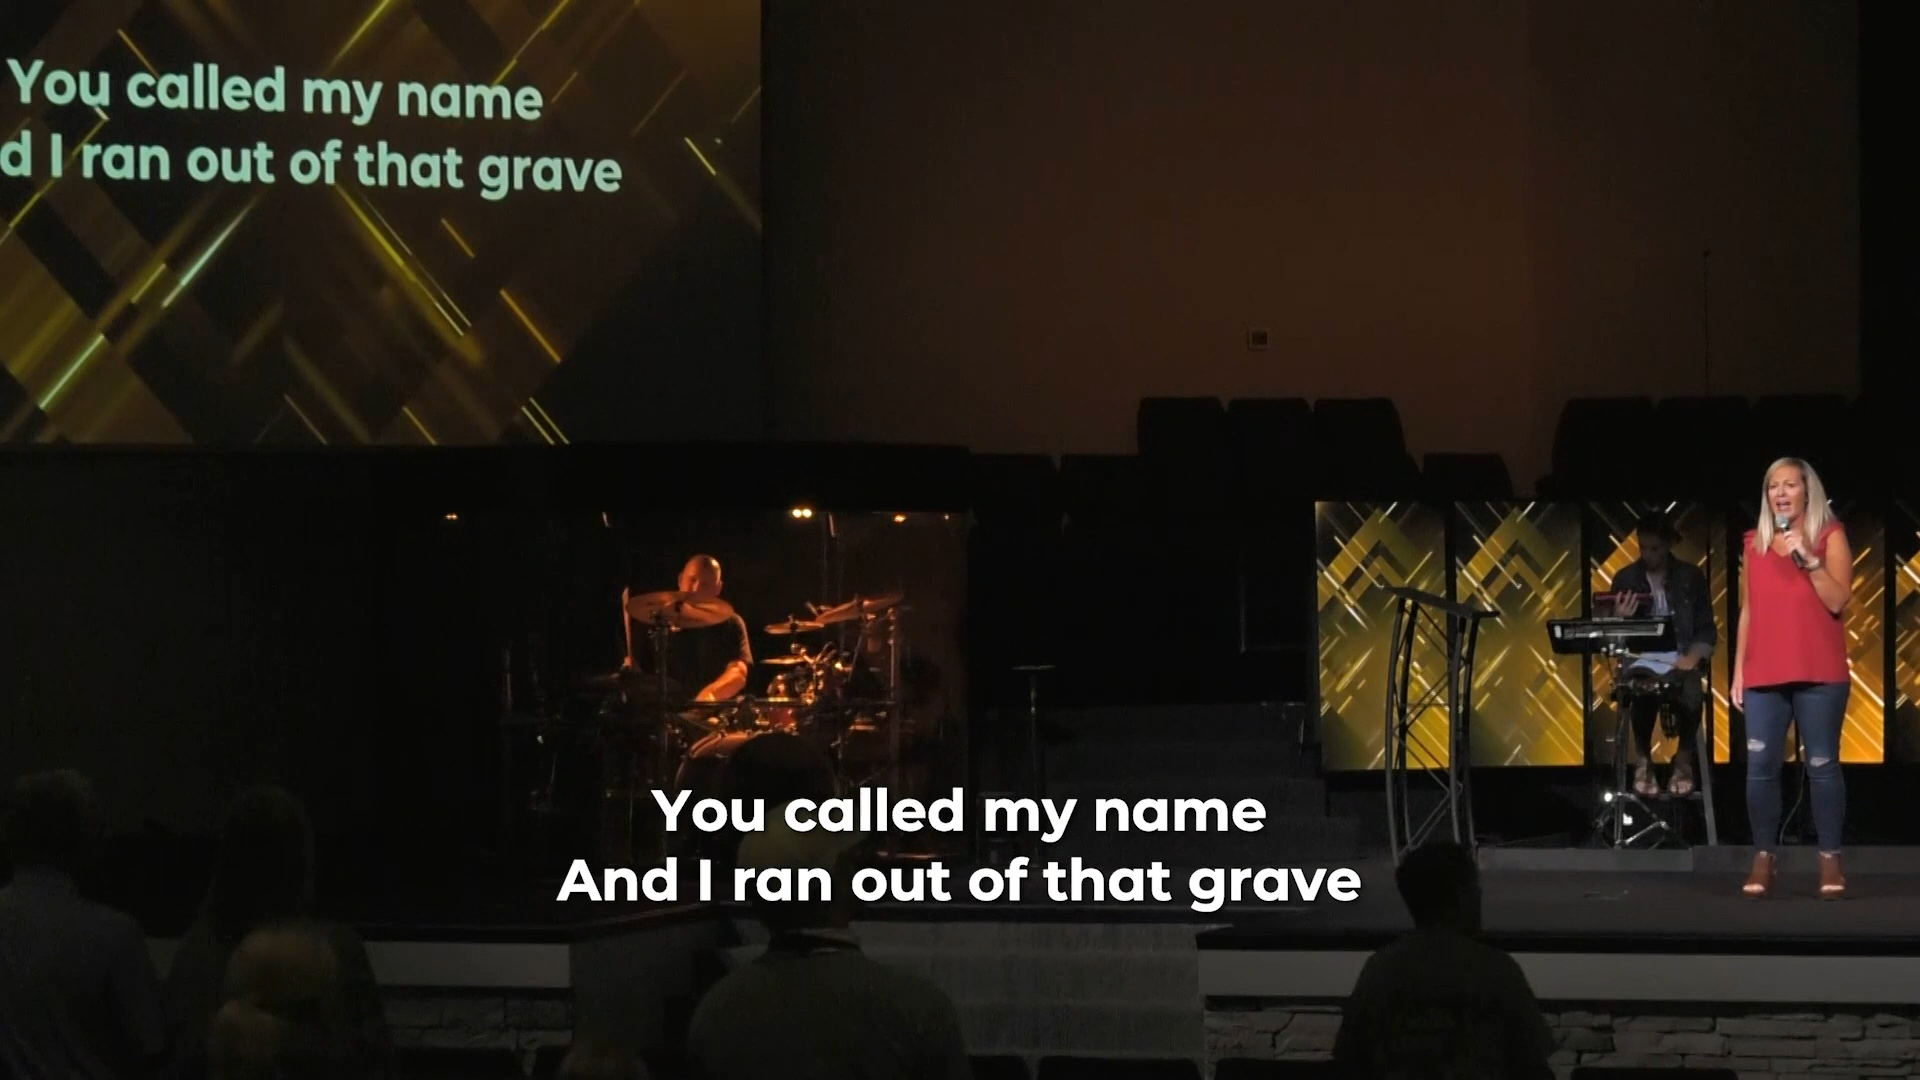 You called my name
d I ran out of that grave
You called my name
And I ran out of that grave